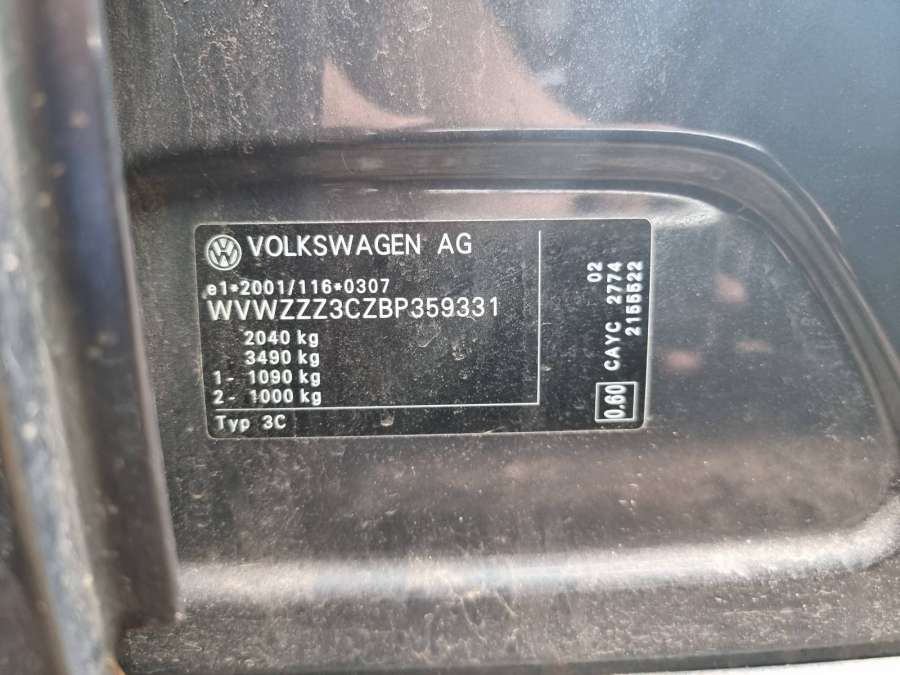 VOLKSWAGEN AG
e1*2001/116*0307
WVWZZZ3CZBP359331
2040 kg
3490 kg
1- 1090 kg
2- 1000 kg
Typ 3C
02
CAYC 2774
2155522
0.60